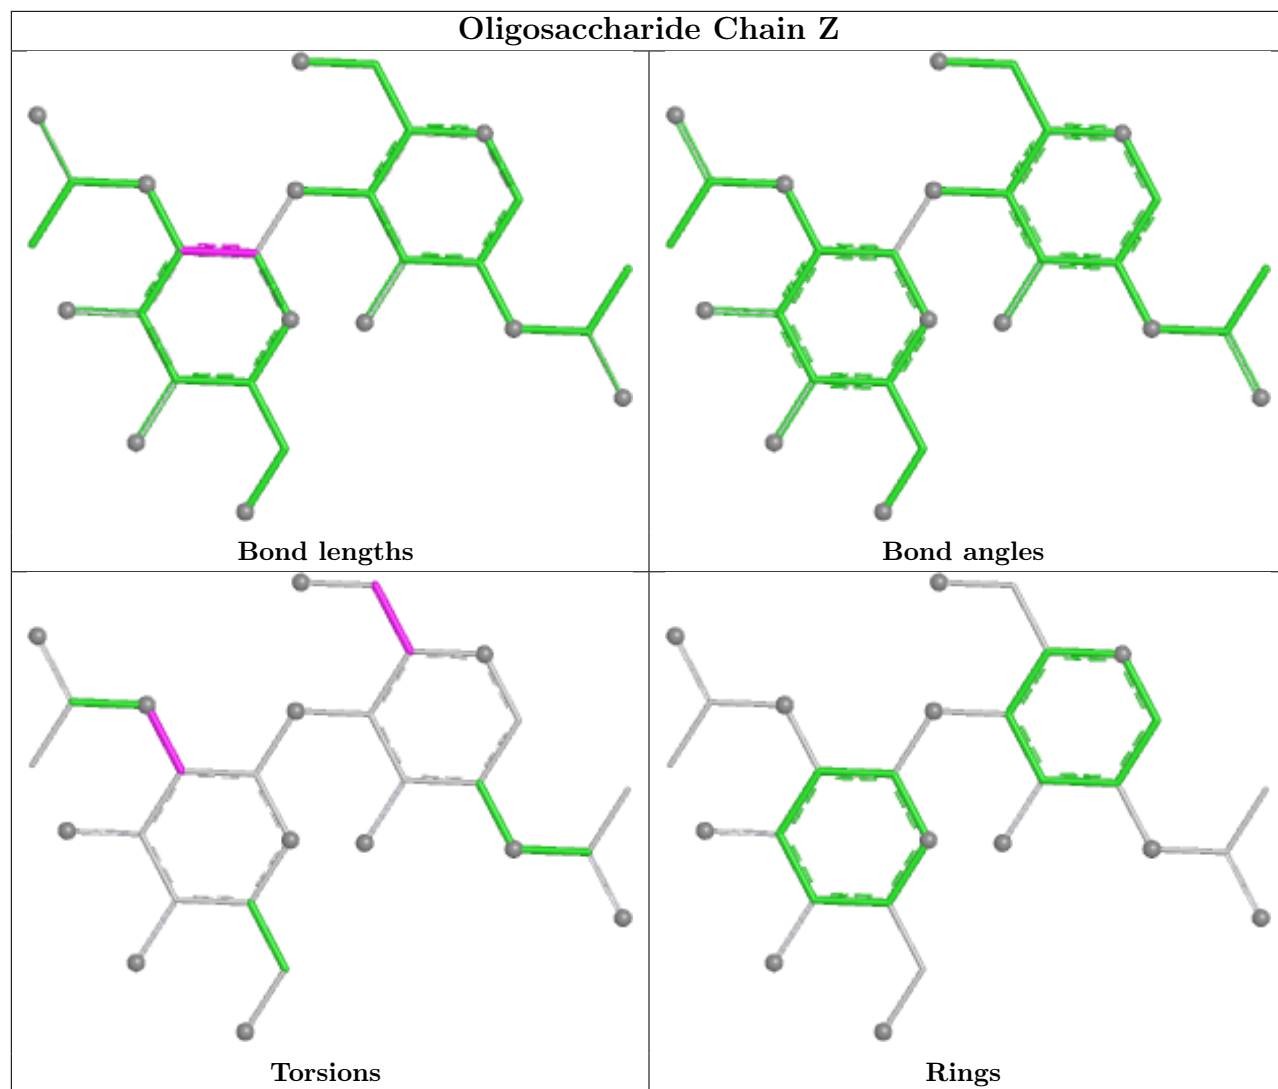 Oligosaccharide Chain Z
Bond lengths
Bond angles
Torsions
Rings